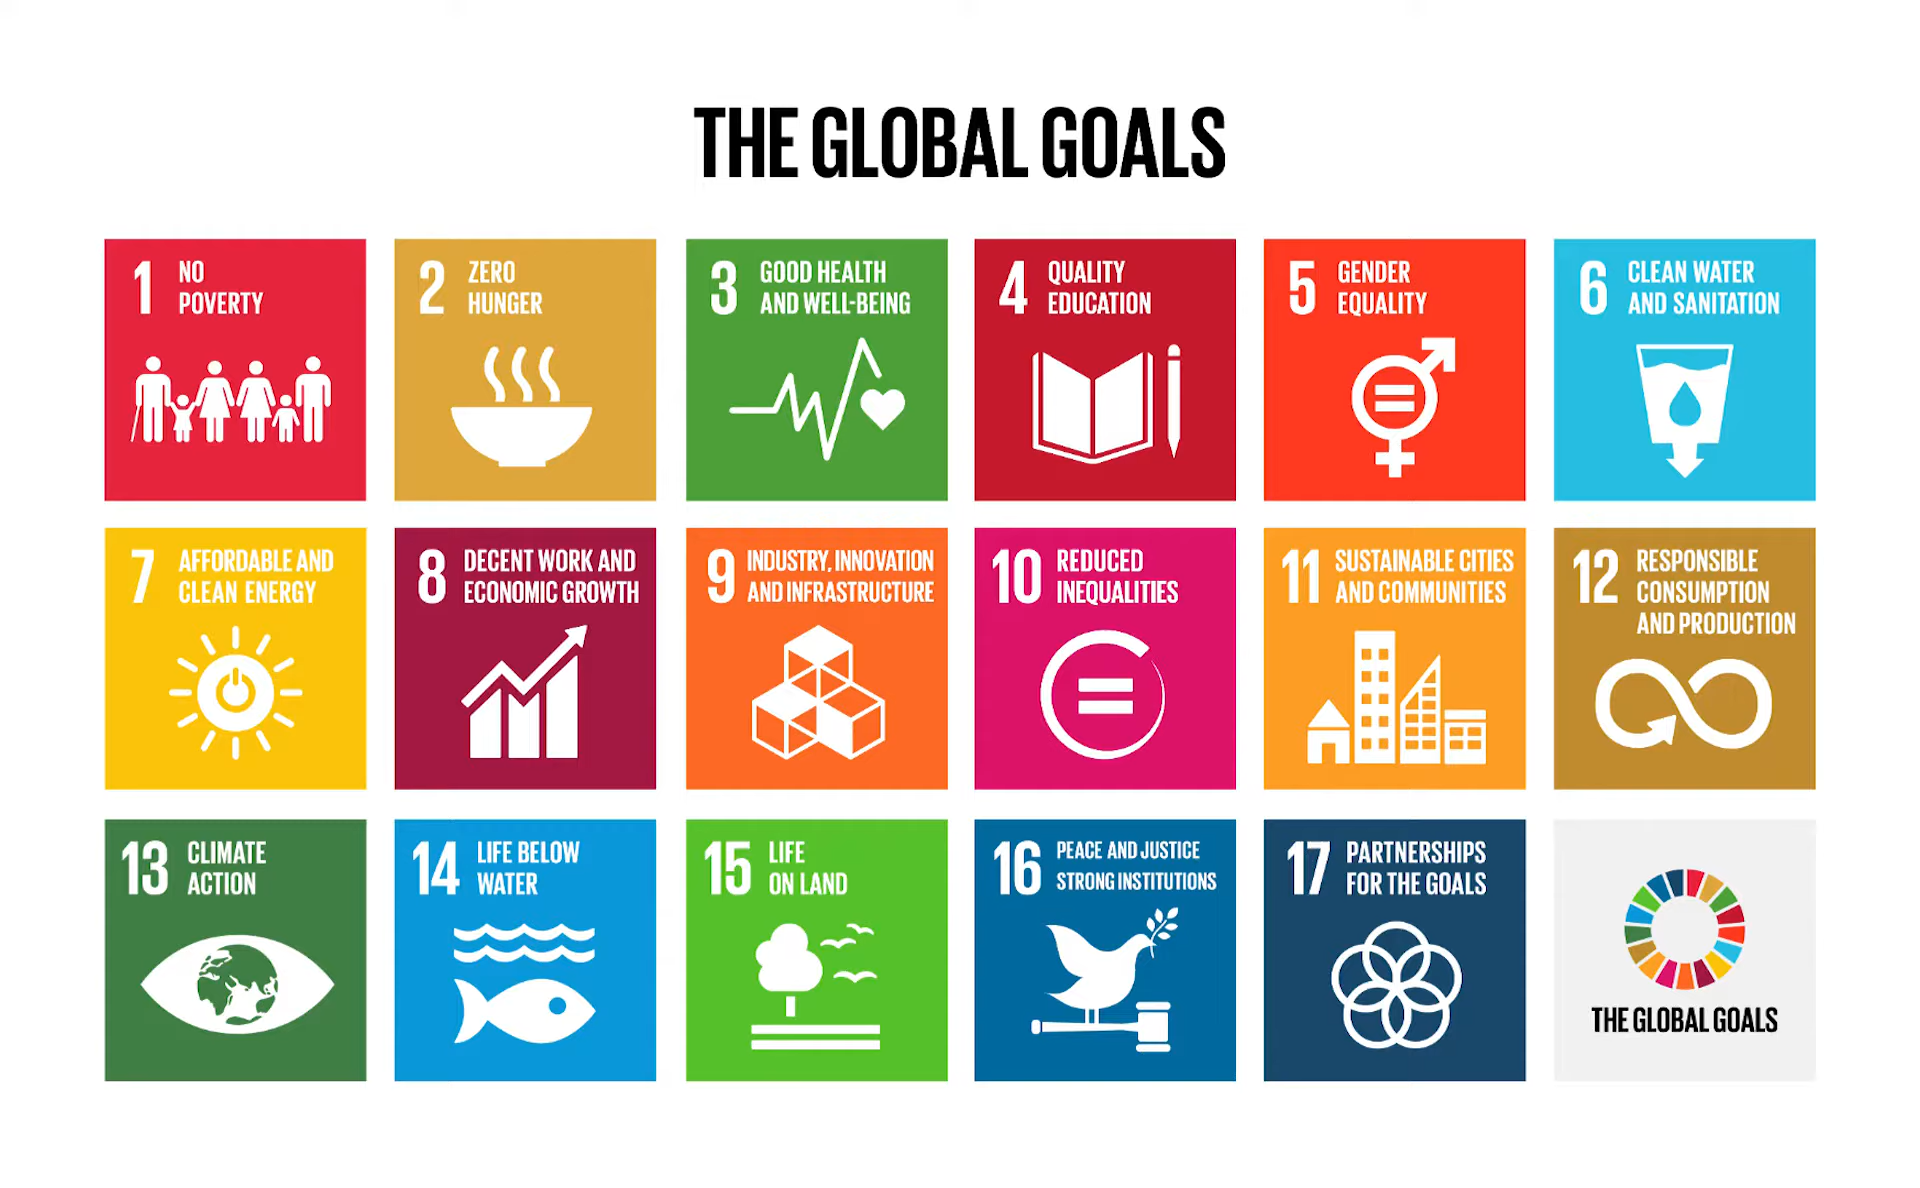 THE GLOBAL GOALS
1 NO
POVERTY
2 ZERO
HUNGER
3 GOOD HEALTH
AND WELL-BEING
4 QUALITY
EDUCATION
5 GENDER
EQUALITY
6 CLEAN WATER
AND SANITATION
7 AFFORDABLE AND
CLEAN ENERGY
8 DECENT WORK AND
ECONOMIC GROWTH
9 INDUSTRY, INNOVATION
AND INFRASTRUCTURE
10 REDUCED
INEQUALITIES
11 SUSTAINABLE CITIES
AND COMMUNITIES
12 RESPONSIBLE
CONSUMPTION
AND PRODUCTION
13 CLIMATE
ACTION
14 LIFE BELOW
WATER
15 LIFE
ON LAND
16 PEACE AND JUSTICE
STRONG INSTITUTIONS
17 PARTNERSHIPS
FOR THE GOALS
THE GLOBAL GOALS